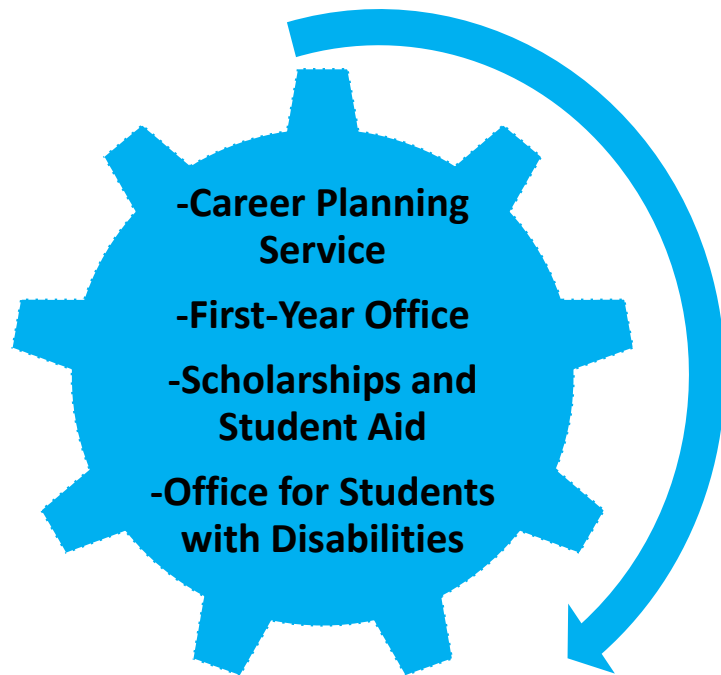 -Career Planning
Service
-First-Year Office
-Scholarships and
Student Aid
-Office for Students
with Disabilities